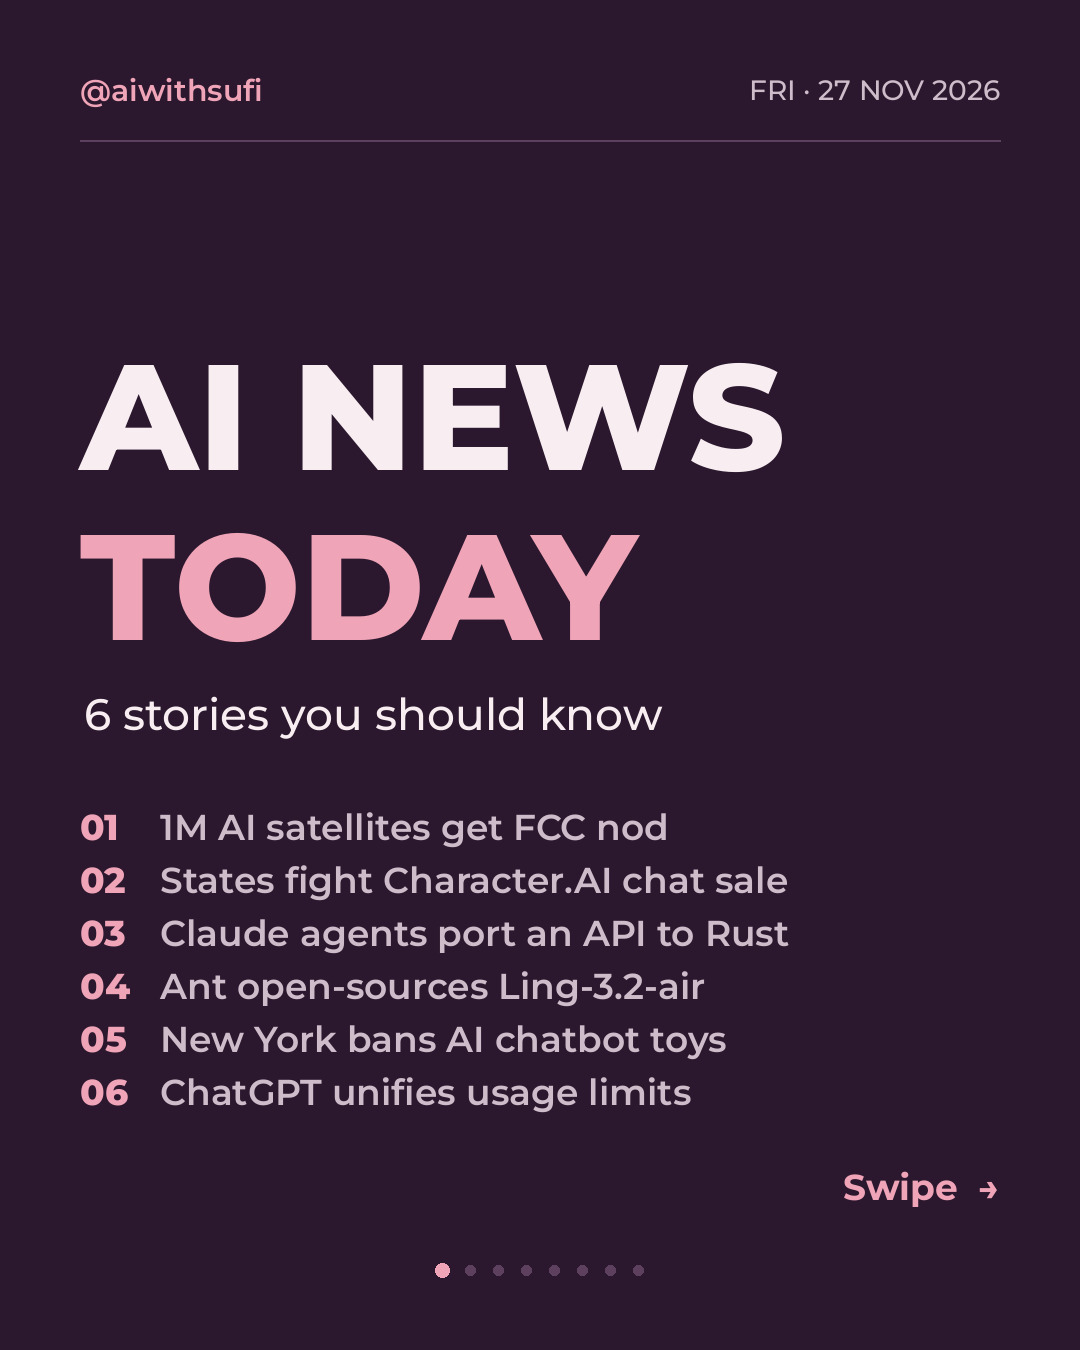 @aiwithsufi
FRI · 27 NOV 2026
AI NEWS
TODAY
6 stories you should know
01 1M AI satellites get FCC nod
02 States fight Character.AI chat sale
03 Claude agents port an API to Rust
04 Ant open-sources Ling-3.2-air
05 New York bans AI chatbot toys
06 ChatGPT unifies usage limits
Swipe →